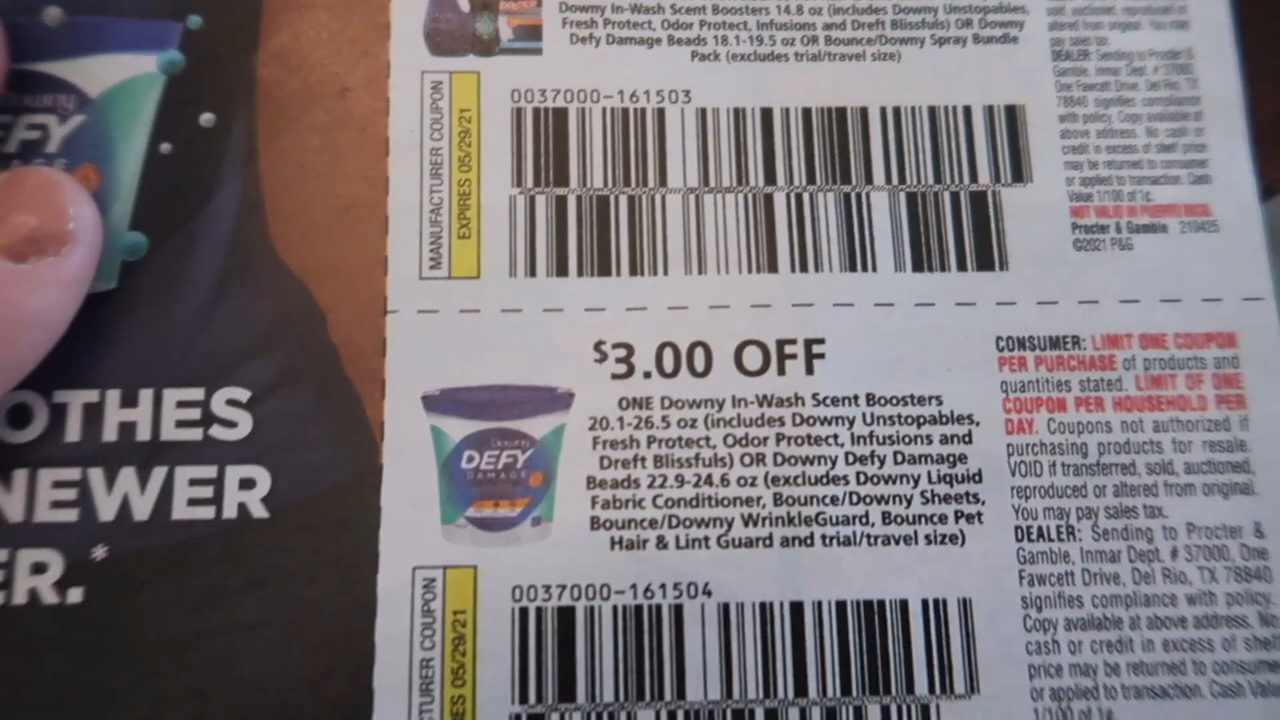 Downy In-Wash Scent Boosters 14.8 oz (includes Downy Unstopables,
Fresh Protect, Odor Protect, Infusions and Dreft Blissfuls) OR Downy
Defy Damage Beads 18.1-19.5 oz OR Bounce/Downy Spray Bundle
Pack (excludes trial/travel size)
MANUFACTURER COUPON
EXPIRES 05/29/21
0037000-161503
altered from original. You may
pay sales tax.
DEALER: Sending to Procter &
Gamble, Inmar Dept. # 37000,
One Fawcett Drive, Del Rio, TX
78840 signifies compliance
with policy. Copy available at
above address. No cash or
credit in excess of shelf price
may be returned to consumer
or applied to transaction. Cash
Value 1/100 of 1¢.
NOT VALID IN PUERTO RICO.
Procter & Gamble 210425
©2021 P&G
EFY
OTHES
NEWER
ER.*
$3.00 OFF
Downy
DEFY
DAMAGE
ONE Downy In-Wash Scent Boosters
20.1-26.5 oz (includes Downy Unstopables,
Fresh Protect, Odor Protect, Infusions and
Dreft Blissfuls) OR Downy Defy Damage
Beads 22.9-24.6 oz (excludes Downy Liquid
Fabric Conditioner, Bounce/Downy Sheets,
Bounce/Downy WrinkleGuard, Bounce Pet
Hair & Lint Guard and trial/travel size)
TURER COUPON
ES 05/29/21
0037000-161504
CONSUMER: LIMIT ONE COUPON
PER PURCHASE of products and
quantities stated. LIMIT OF ONE
COUPON PER HOUSEHOLD PER
DAY. Coupons not authorized if
purchasing products for resale.
VOID if transferred, sold, auctioned,
reproduced or altered from original.
You may pay sales tax.
DEALER: Sending to Procter &
Gamble, Inmar Dept. # 37000, One
Fawcett Drive, Del Rio, TX 78840
signifies compliance with policy.
Copy available at above address. No
cash or credit in excess of shelf
price may be returned to consume
or applied to transaction. Cash Valu
1/100 of 1¢